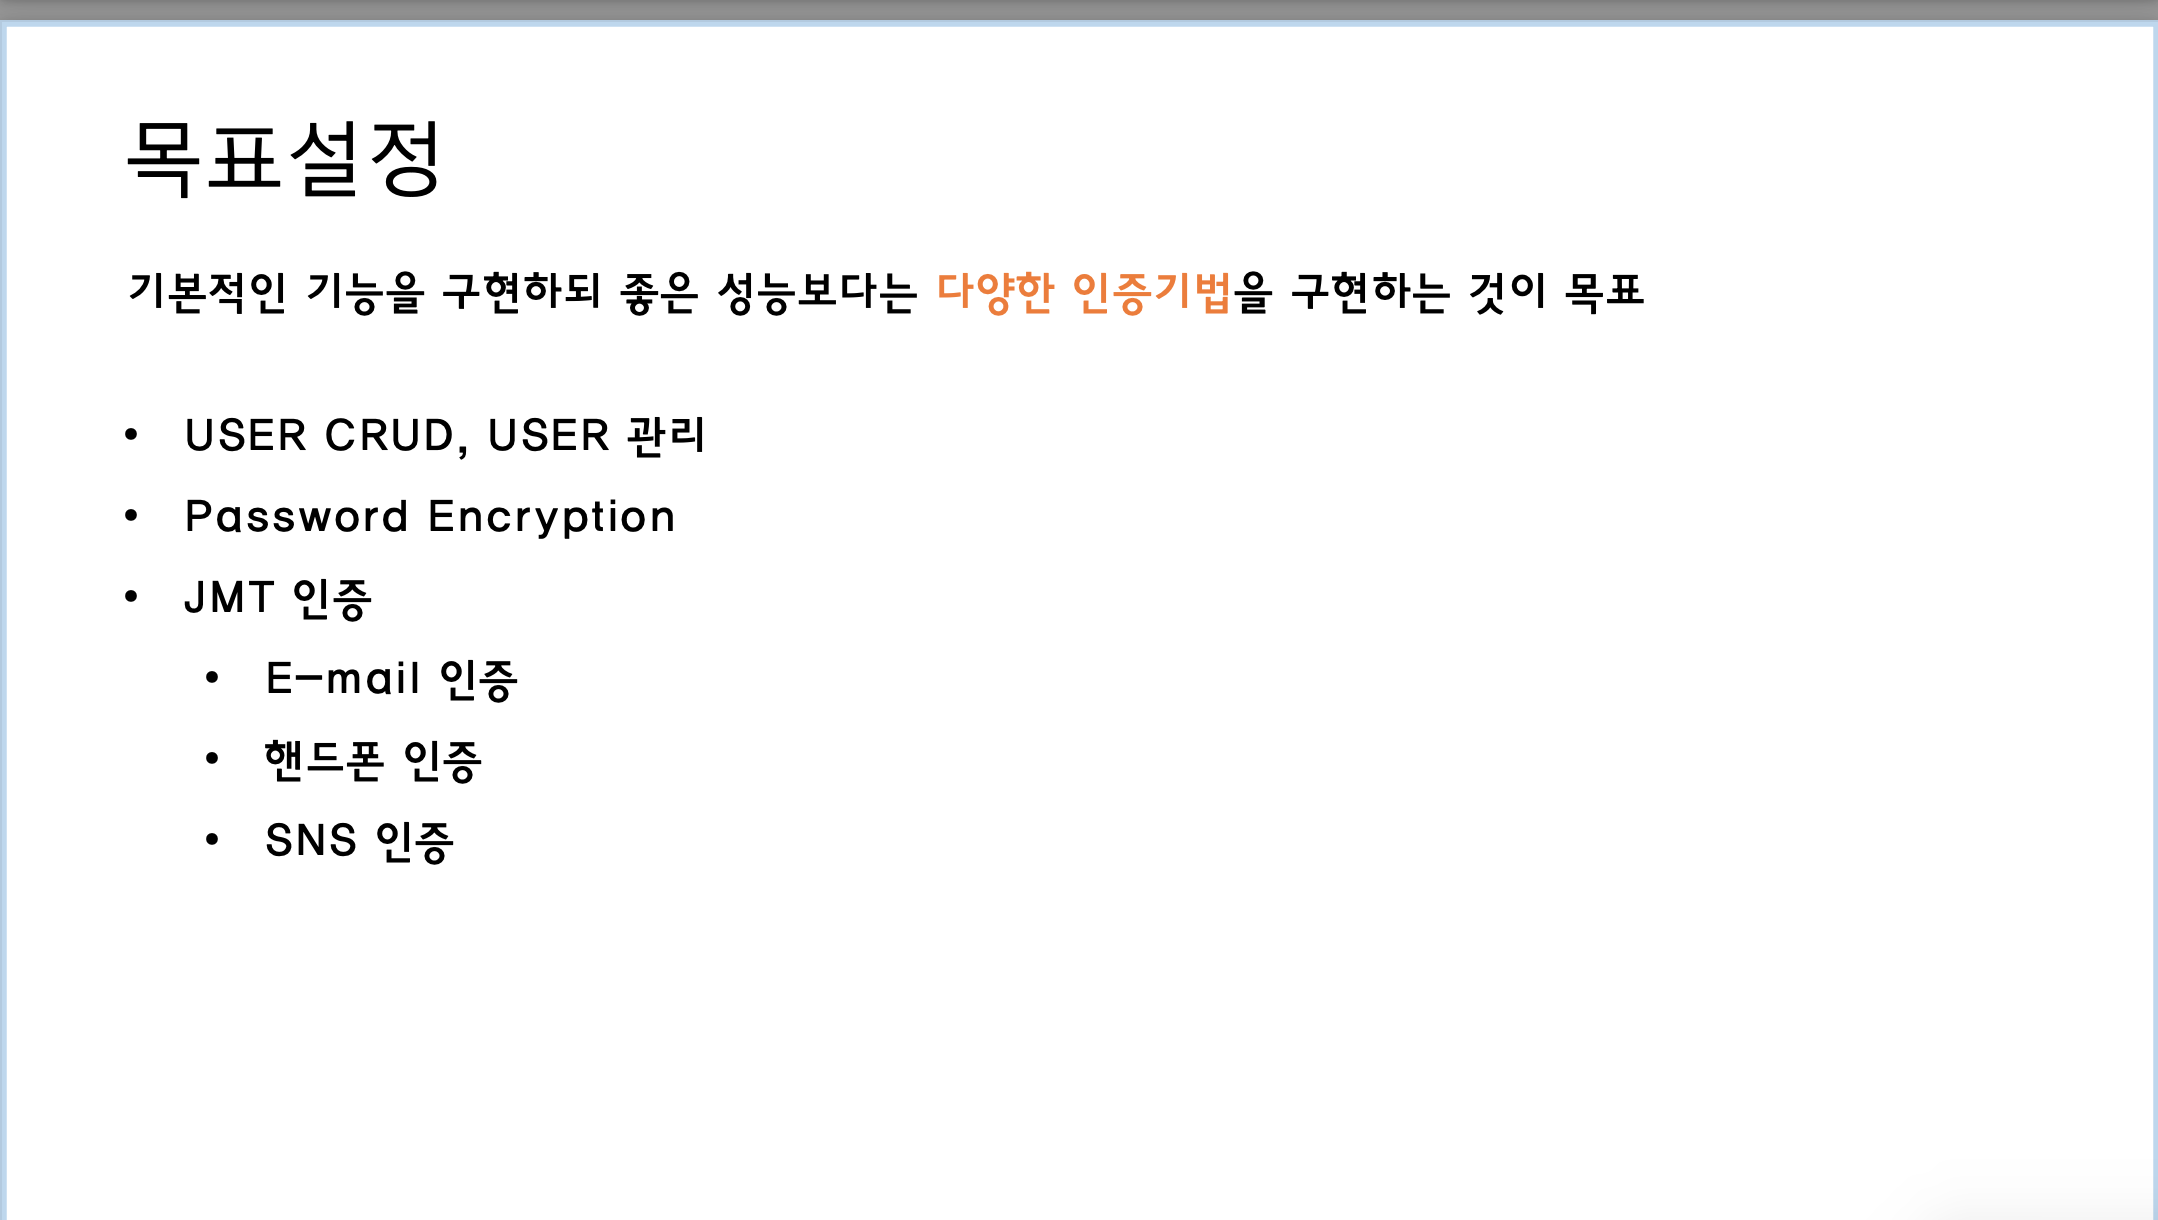 목표설정
기본적인 기능을 구현하되 좋은 성능보다는 다양한 인증기법을 구현하는 것이 목표
• USER CRUD, USER 관리
• Password Encryption
• JMT 인증
• E-mail 인증
• 핸드폰 인증
• SNS 인증